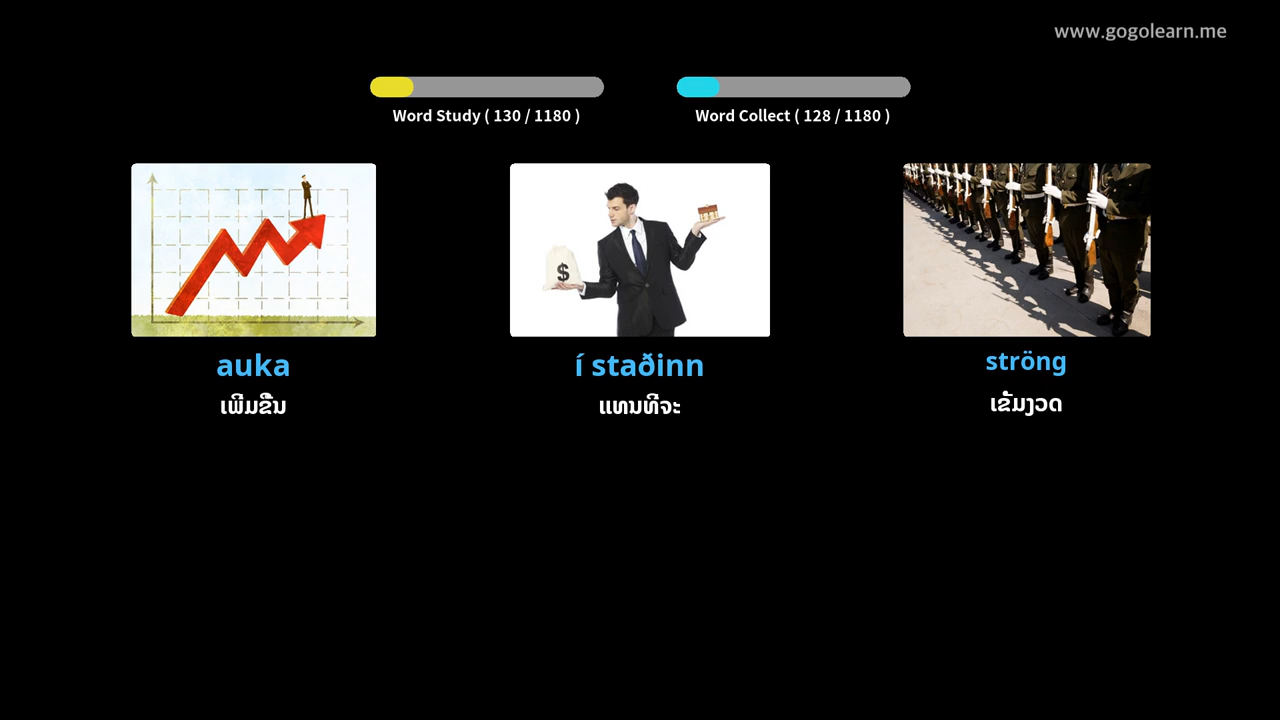 www.gogolearn.me
Word Study ( 130 / 1180 )
Word Collect ( 128 / 1180 )
$
auka
í staðinn
ströng
ເພີ່ມຂື້ນ
ແທນທີ່ຈະ
ເຂັ້ມງວດ